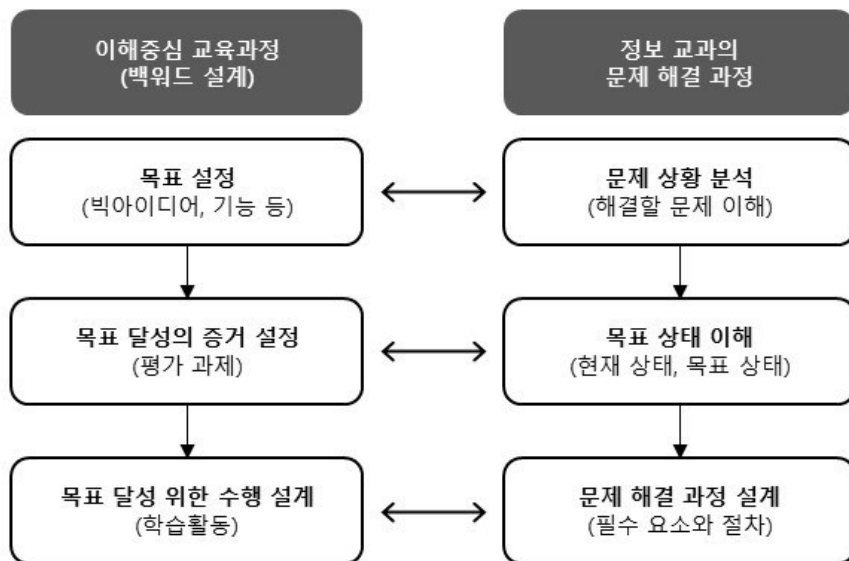 이해중심 교육과정
(백워드 설계)
정보 교과의
문제 해결 과정
목표 설정
(빅아이디어, 기능 등)
문제 상황 분석
(해결할 문제 이해)
목표 달성의 증거 설정
(평가 과제)
목표 상태 이해
(현재 상태, 목표 상태)
목표 달성 위한 수행 설계
(학습활동)
문제 해결 과정 설계
(필수 요소와 절차)